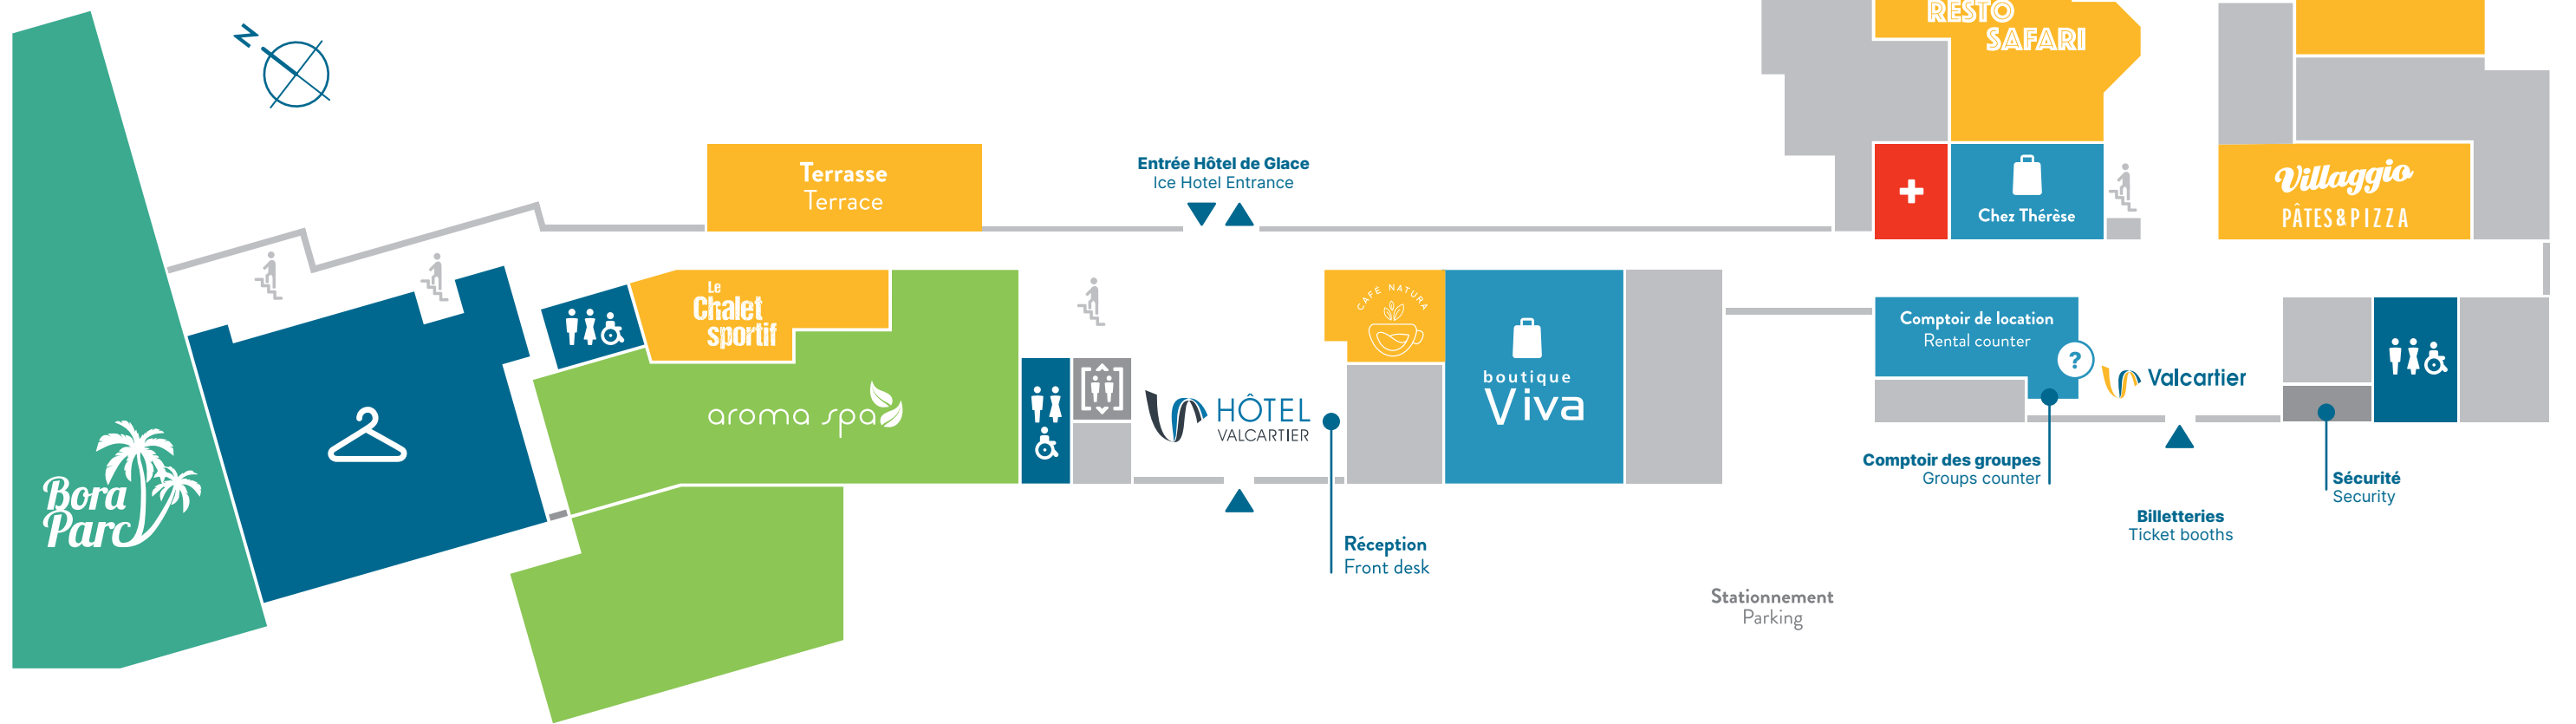 N
RESTO
SAFARI
Entrée Hôtel de Glace
Ice Hotel Entrance
Terrasse
Terrace
Chez Thérèse
Villaggio
PÂTES&PIZZA
Le
Chalet
sportif
CAFÉ NATURA
Comptoir de location
Rental counter
?
Valcartier
boutique
Viva
aroma spa
HÔTEL
VALCARTIER
Bora
Parc
Comptoir des groupes
Groups counter
Sécurité
Security
Billetteries
Ticket booths
Réception
Front desk
Stationnement
Parking